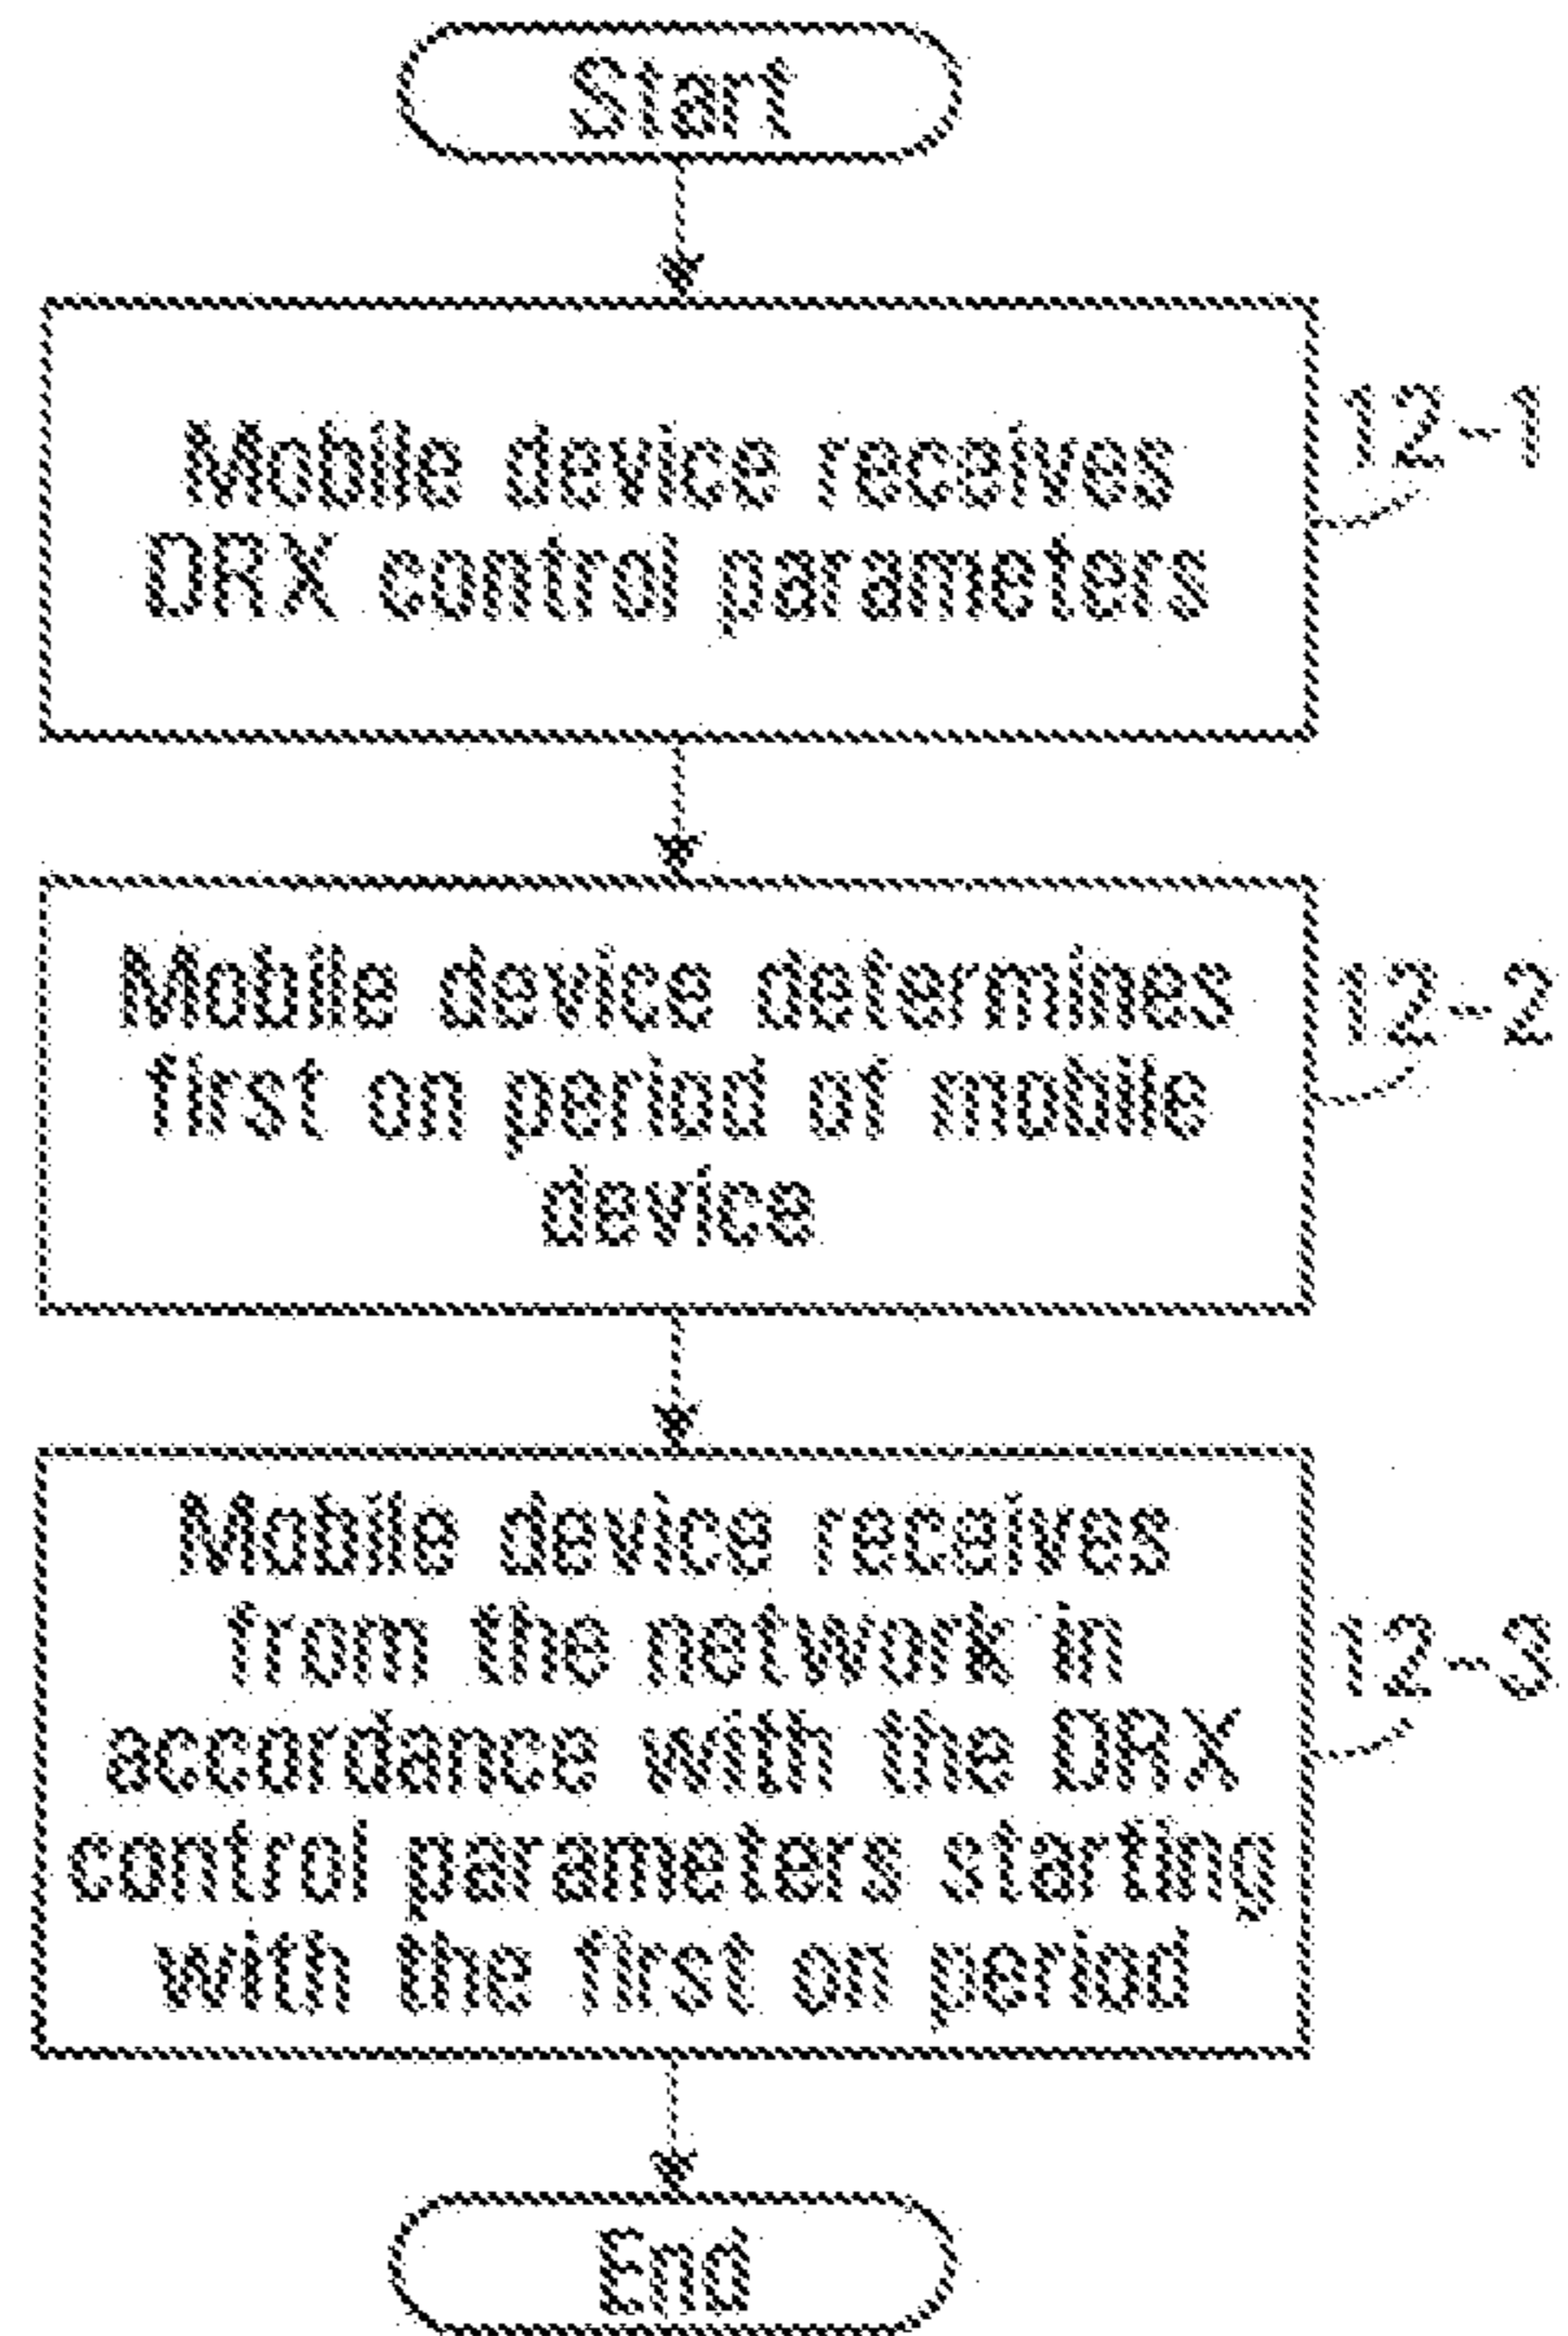 Start
Mobile device receives
DRX control parameters
12-1
Mobile device determines
first on period of mobile
device
12-2
Mobile device receives
from the network in
accordance with the DRX
control parameters starting
with the first on period
12-3
End